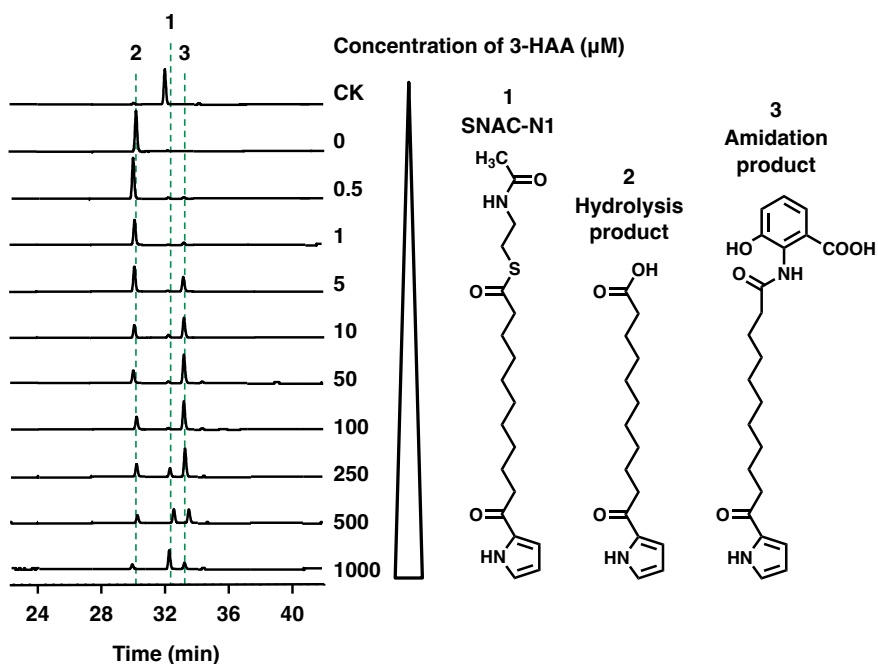 1
2 3
Concentration of 3-HAA (µM)
CK
0
0.5
1
5
10
50
100
250
500
1000
24 28 32 36 40
Time (min)
1
SNAC-N1
H3C
O
HN
S
O
O
HN
2
Hydrolysis
product
OH
O
O
HN
3
Amidation
product
HO
COOH
O
NH
O
HN